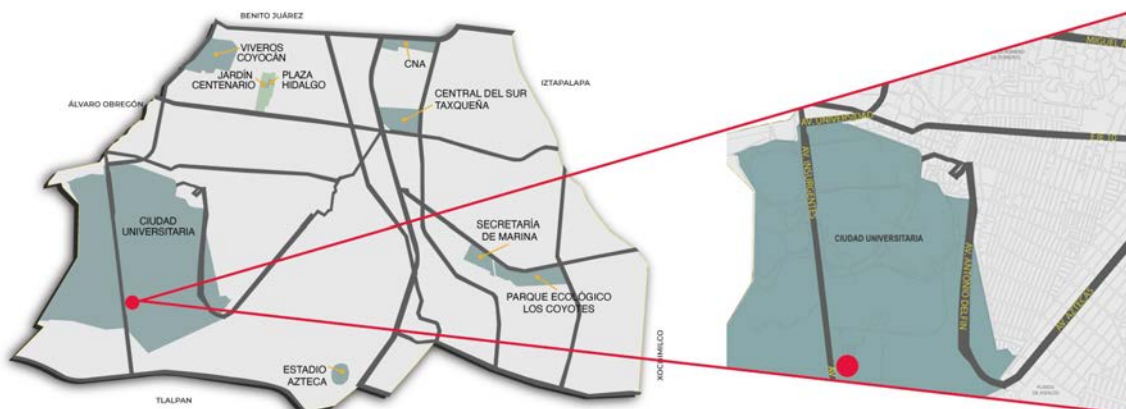 BENITO JUÁREZ
VIVEROS
COYOCÁN
JARDÍN
CENTENARIO
PLAZA
HIDALGO
CNA
IZTAPALAPA
ÁLVARO OBREGÓN
CENTRAL DEL SUR
TAXQUEÑA
CIUDAD
UNIVERSITARIA
SECRETARÍA
DE MARINA
PARQUE ECOLÓGICO
LOS COYOTES
ESTADIO
AZTECA
TLALPAN
XOCHIMILCO
MIGUEL A
AV. UNIVERSIDAD
EJE 10
AV. INSURGENTES
CIUDAD UNIVERSITARIA
AV. ANTONIO DELFIN
AV. AZTECAS
AV.